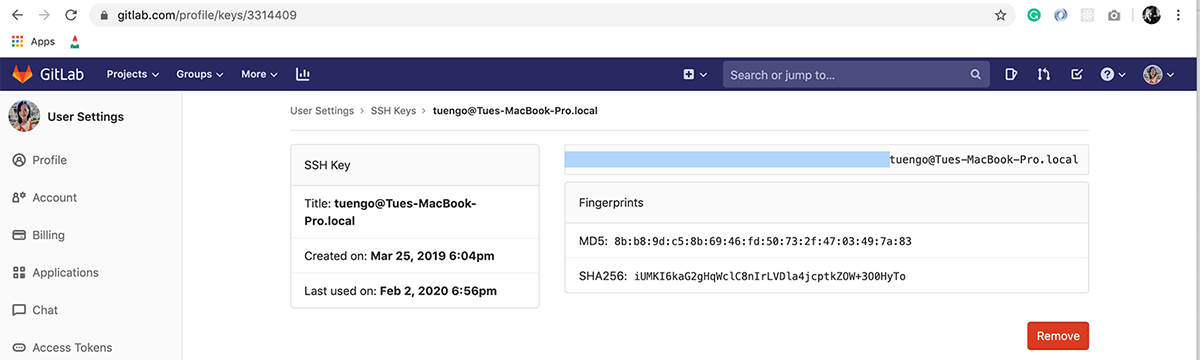 gitlab.com/profile/keys/3314409
Apps
GitLab Projects Groups More Search or jump to...
User Settings
Profile
Account
Billing
Applications
Chat
Access Tokens
User Settings > SSH Keys > tuengo@Tues-MacBook-Pro.local
SSH Key
Title: tuengo@Tues-MacBook-
Pro.local
Created on: Mar 25, 2019 6:04pm
Last used on: Feb 2, 2020 6:56pm
tuengo@Tues-MacBook-Pro.local
Fingerprints
MD5: 8b:b8:9d:c5:8b:69:46:fd:50:73:2f:47:03:49:7a:83
SHA256: iUMKI6kaG2gHqWclC8nIrLVDla4jcptkZOW+3O0HyTo
Remove